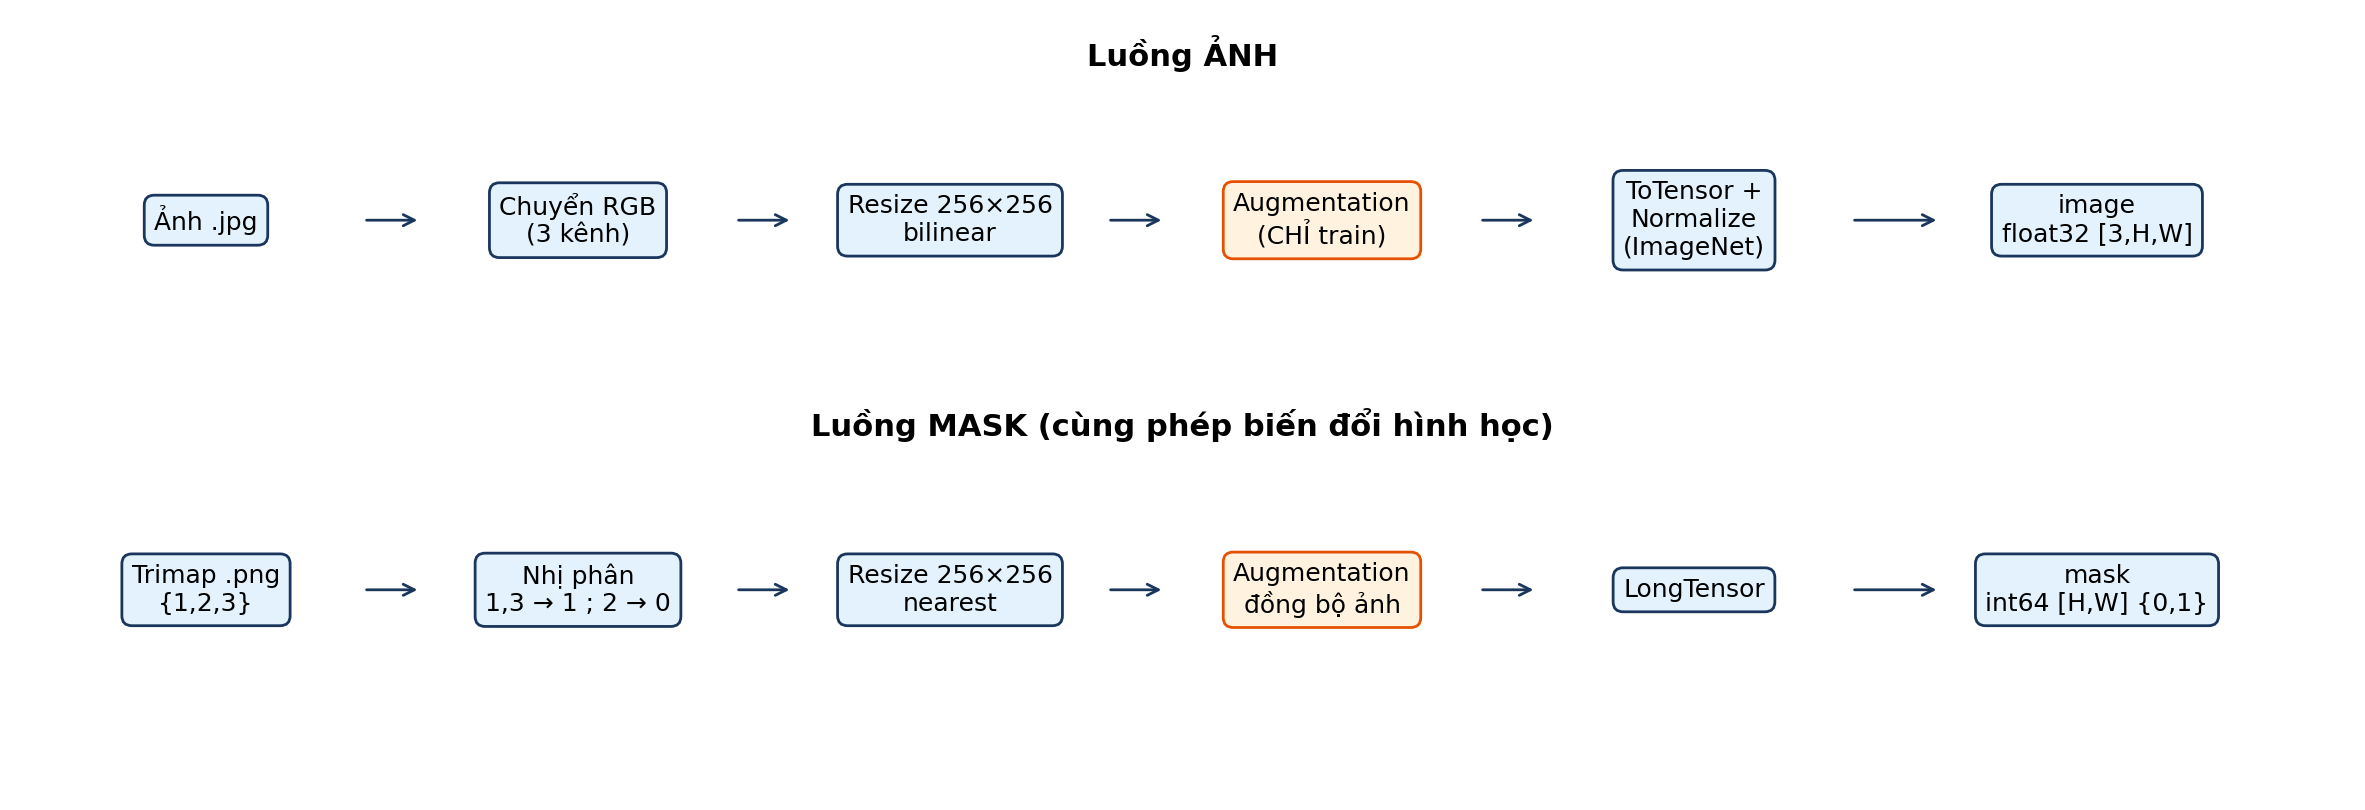 Luồng ẢNH
Ảnh .jpg
Chuyển RGB
(3 kênh)
Resize 256×256
bilinear
Augmentation
(CHỈ train)
ToTensor +
Normalize
(ImageNet)
image
float32 [3,H,W]
Luồng MASK (cùng phép biến đổi hình học)
Trimap .png
{1,2,3}
Nhị phân
1,3 → 1 ; 2 → 0
Resize 256×256
nearest
Augmentation
đồng bộ ảnh
LongTensor
mask
int64 [H,W] {0,1}